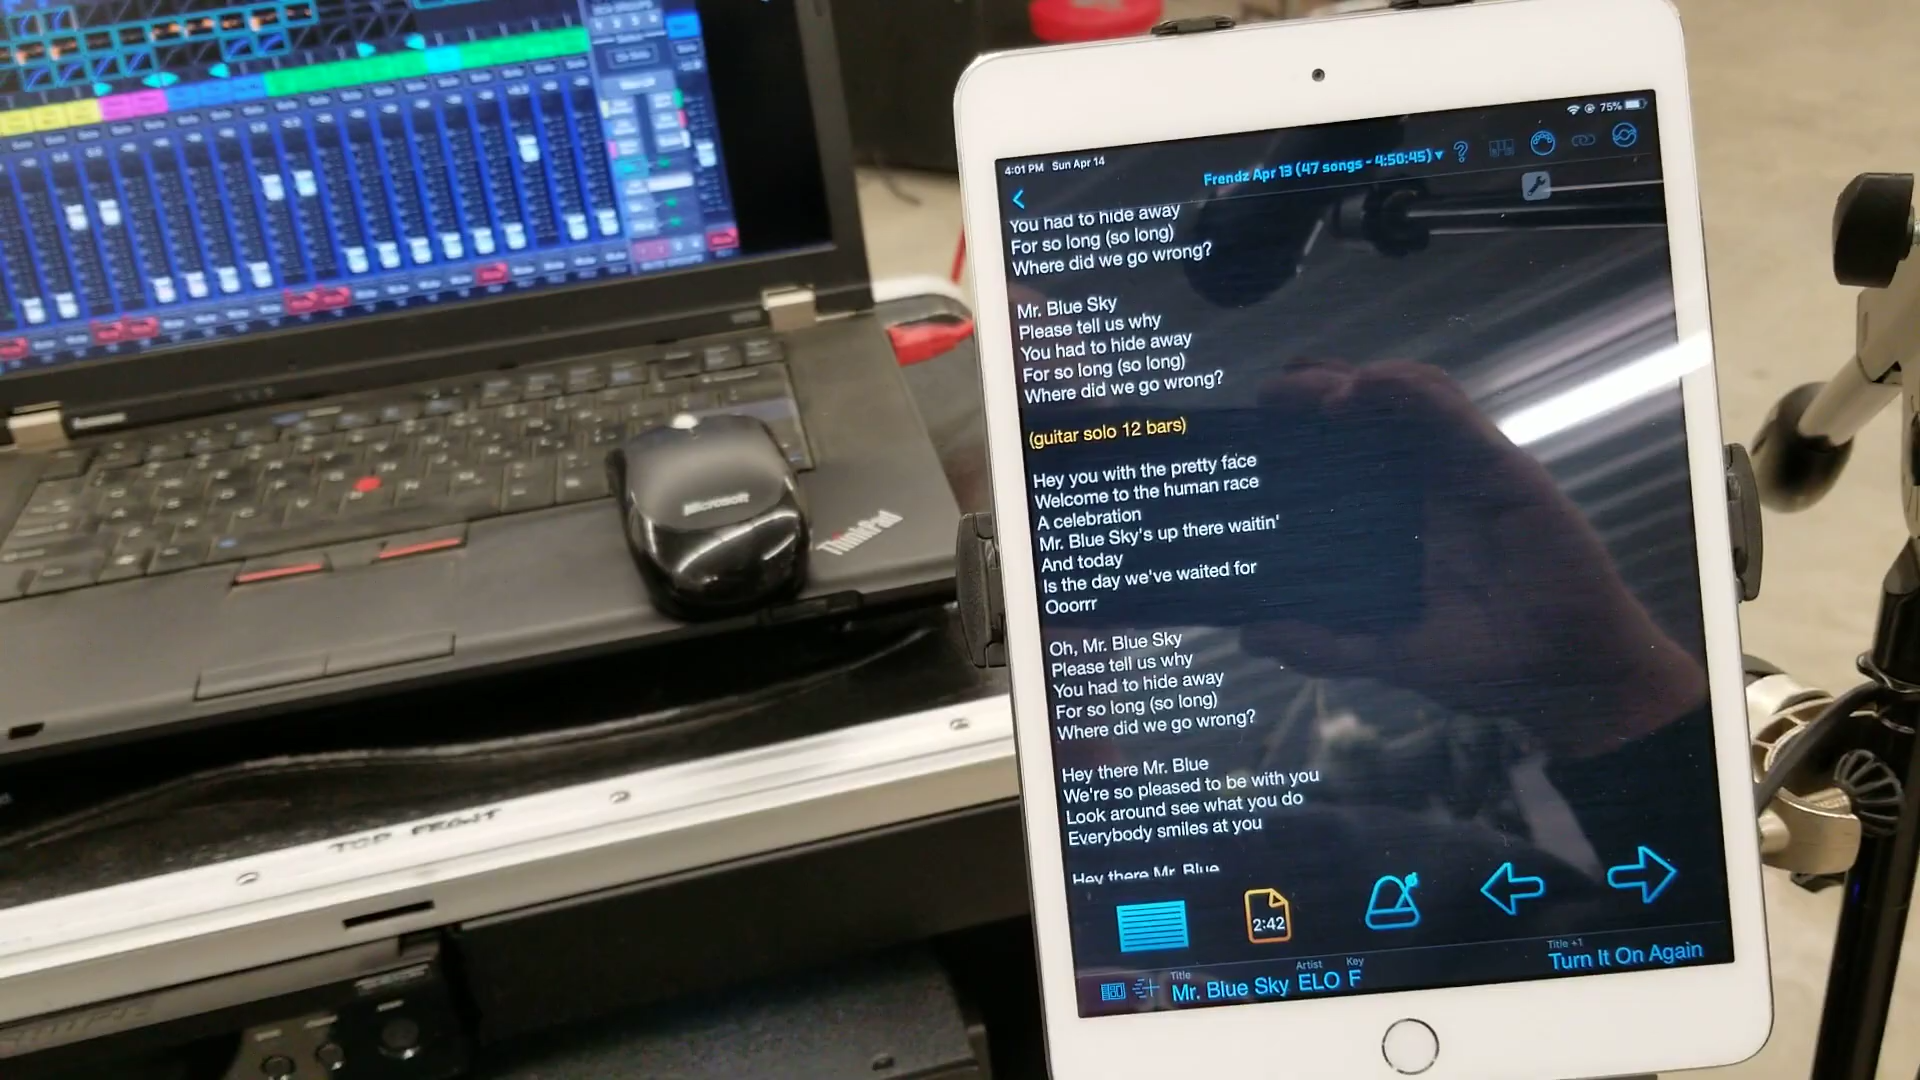 4:01 PM Sun Apr 14
75%
Frendz Apr 13 (47 songs - 4:50:45) ▾
?
You had to hide away
For so long (so long)
Where did we go wrong?
Mr. Blue Sky
Please tell us why
You had to hide away
For so long (so long)
Where did we go wrong?
(guitar solo 12 bars)
Hey you with the pretty face
Welcome to the human race
A celebration
Mr. Blue Sky's up there waitin'
And today
Is the day we've waited for
Ooorrr
Oh, Mr. Blue Sky
Please tell us why
You had to hide away
For so long (so long)
Where did we go wrong?
Hey there Mr. Blue
We're so pleased to be with you
Look around see what you do
Everybody smiles at you
Hey there Mr. Blue
2:42
Title
Mr. Blue Sky
Artist
ELO
Key
F
Title +1
Turn It On Again
Microsoft
ThinkPad
TOP FRONT